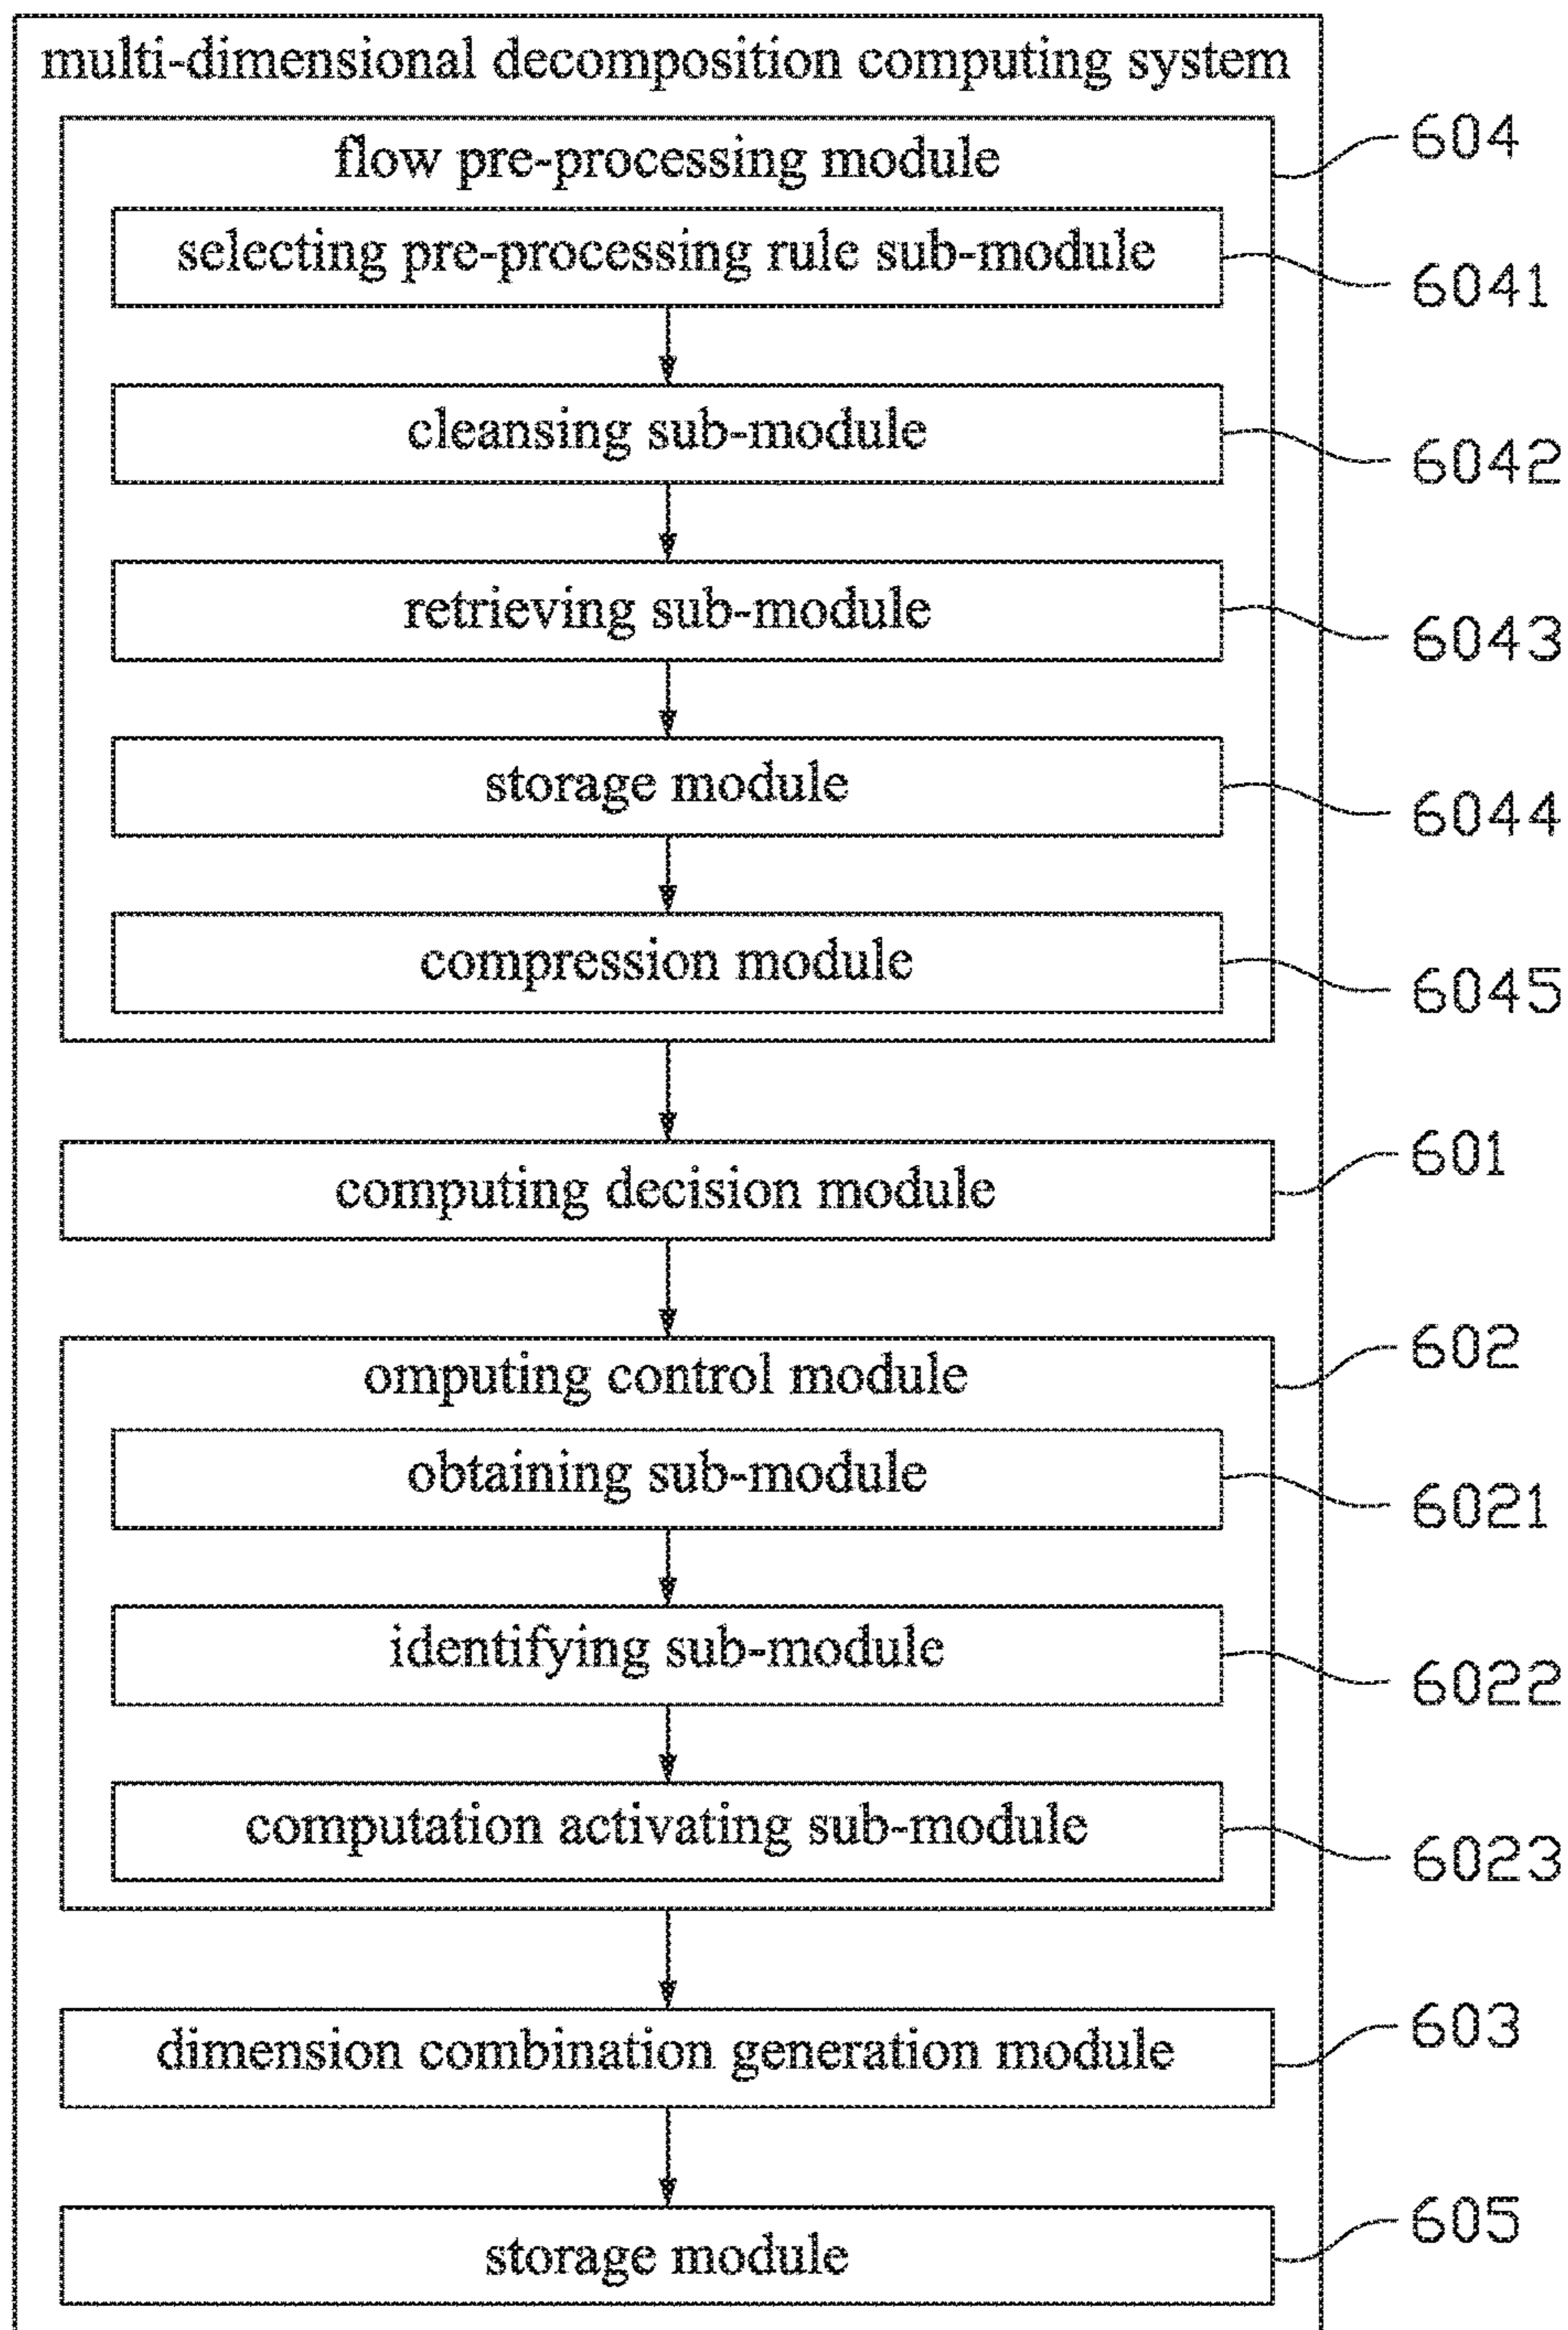 multi-dimensional decomposition computing system
flow pre-processing module
604
selecting pre-processing rule sub-module
6041
cleansing sub-module
6042
retrieving sub-module
6043
storage module
6044
compression module
6045
computing decision module
601
omputing control module
602
obtaining sub-module
6021
identifying sub-module
6022
computation activating sub-module
6023
dimension combination generation module
603
storage module
605